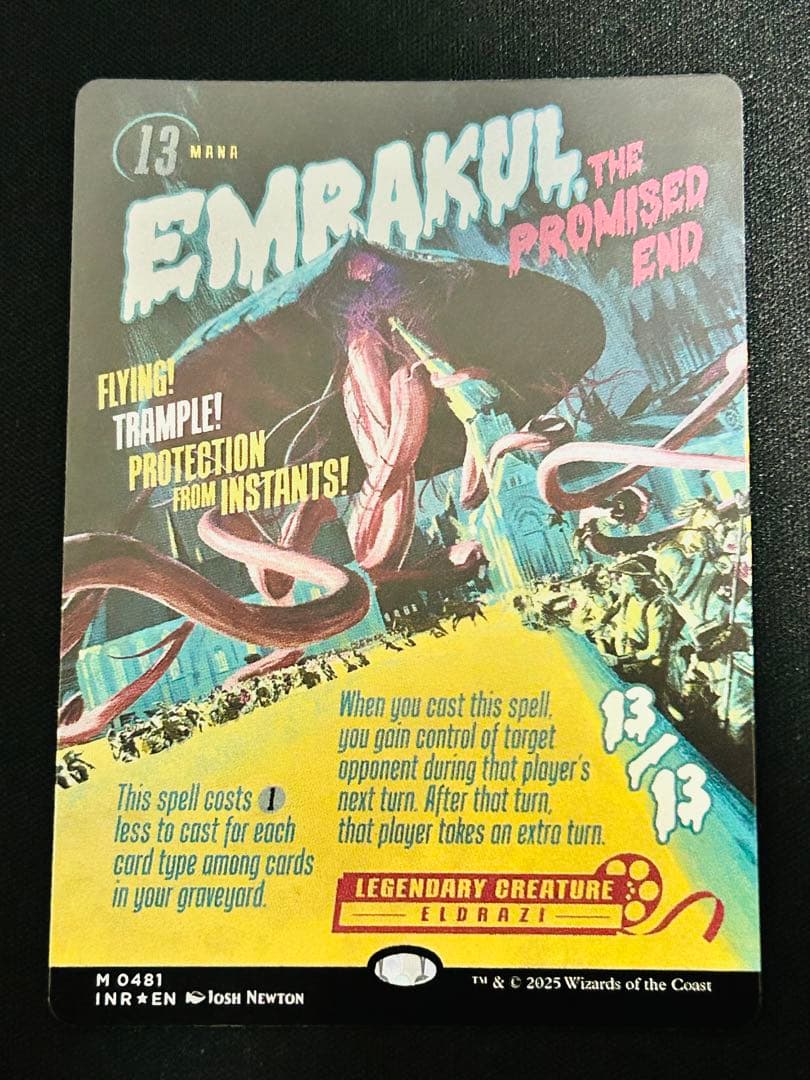 13 MANA
EMRAKUL,
THE
PROMISED
END
FLYING!
TRAMPLE!
PROTECTION
FROM INSTANTS!
When you cast this spell,
you gain control of target
opponent during that player's
next turn. After that turn,
that player takes an extra turn.
13/13
This spell costs 1
less to cast for each
card type among cards
in your graveyard.
LEGENDARY CREATURE
ELDRAZI
M 0481
INR★EN JOSH NEWTON
™ & © 2025 Wizards of the Coast